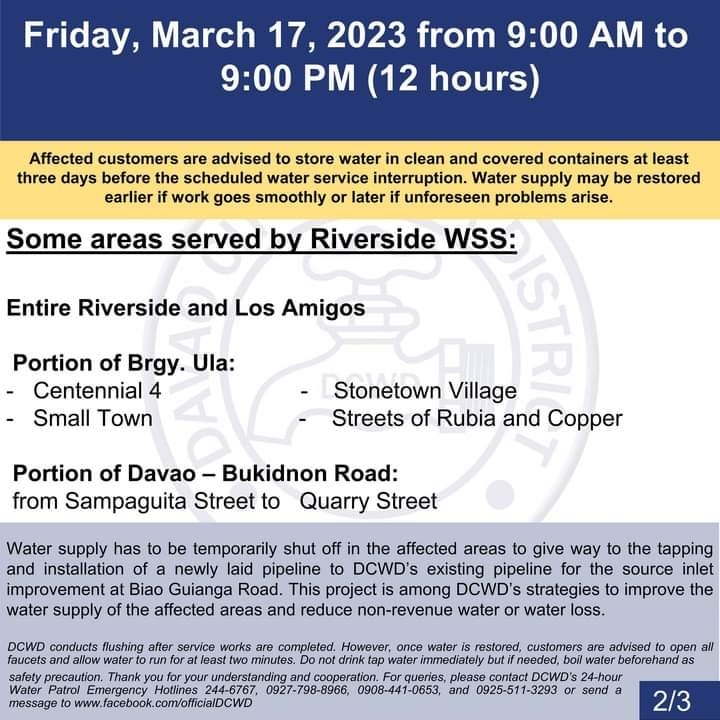 Friday, March 17, 2023 from 9:00 AM to
9:00 PM (12 hours)
Affected customers are advised to store water in clean and covered containers at least
three days before the scheduled water service interruption. Water supply may be restored
earlier if work goes smoothly or later if unforeseen problems arise.
Some areas served by Riverside WSS:
Entire Riverside and Los Amigos
Portion of Brgy. Ula:
- Centennial 4 - Stonetown Village
- Small Town - Streets of Rubia and Copper
Portion of Davao – Bukidnon Road:
from Sampaguita Street to Quarry Street
Water supply has to be temporarily shut off in the affected areas to give way to the tapping
and installation of a newly laid pipeline to DCWD's existing pipeline for the source inlet
improvement at Biao Guianga Road. This project is among DCWD's strategies to improve the
water supply of the affected areas and reduce non-revenue water or water loss.
DCWD conducts flushing after service works are completed. However, once water is restored, customers are advised to open all
faucets and allow water to run for at least two minutes. Do not drink tap water immediately but if needed, boil water beforehand as
safety precaution. Thank you for your understanding and cooperation. For queries, please contact DCWD's 24-hour
Water Patrol Emergency Hotlines 244-6767, 0927-798-8966, 0908-441-0653, and 0925-511-3293 or send a
message to www.facebook.com/officialDCWD
2/3
DCWD
DISTRICT